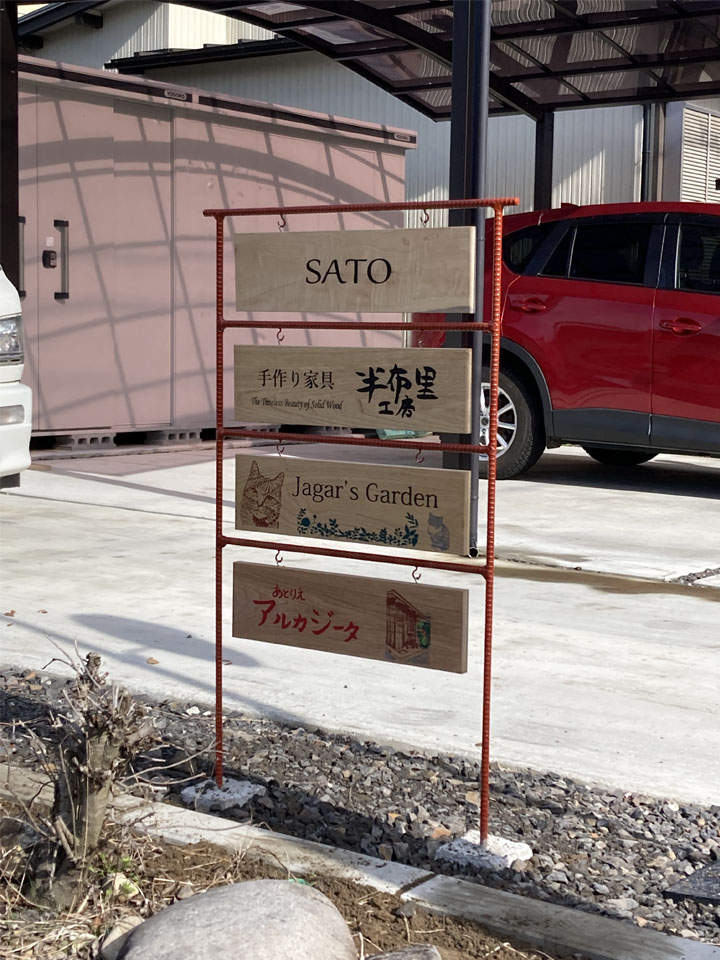 SATO
手作り家具
The Timeless Beauty of Solid Wood
半布里
工房
Jagar's Garden
あとりえ
アルカジータ